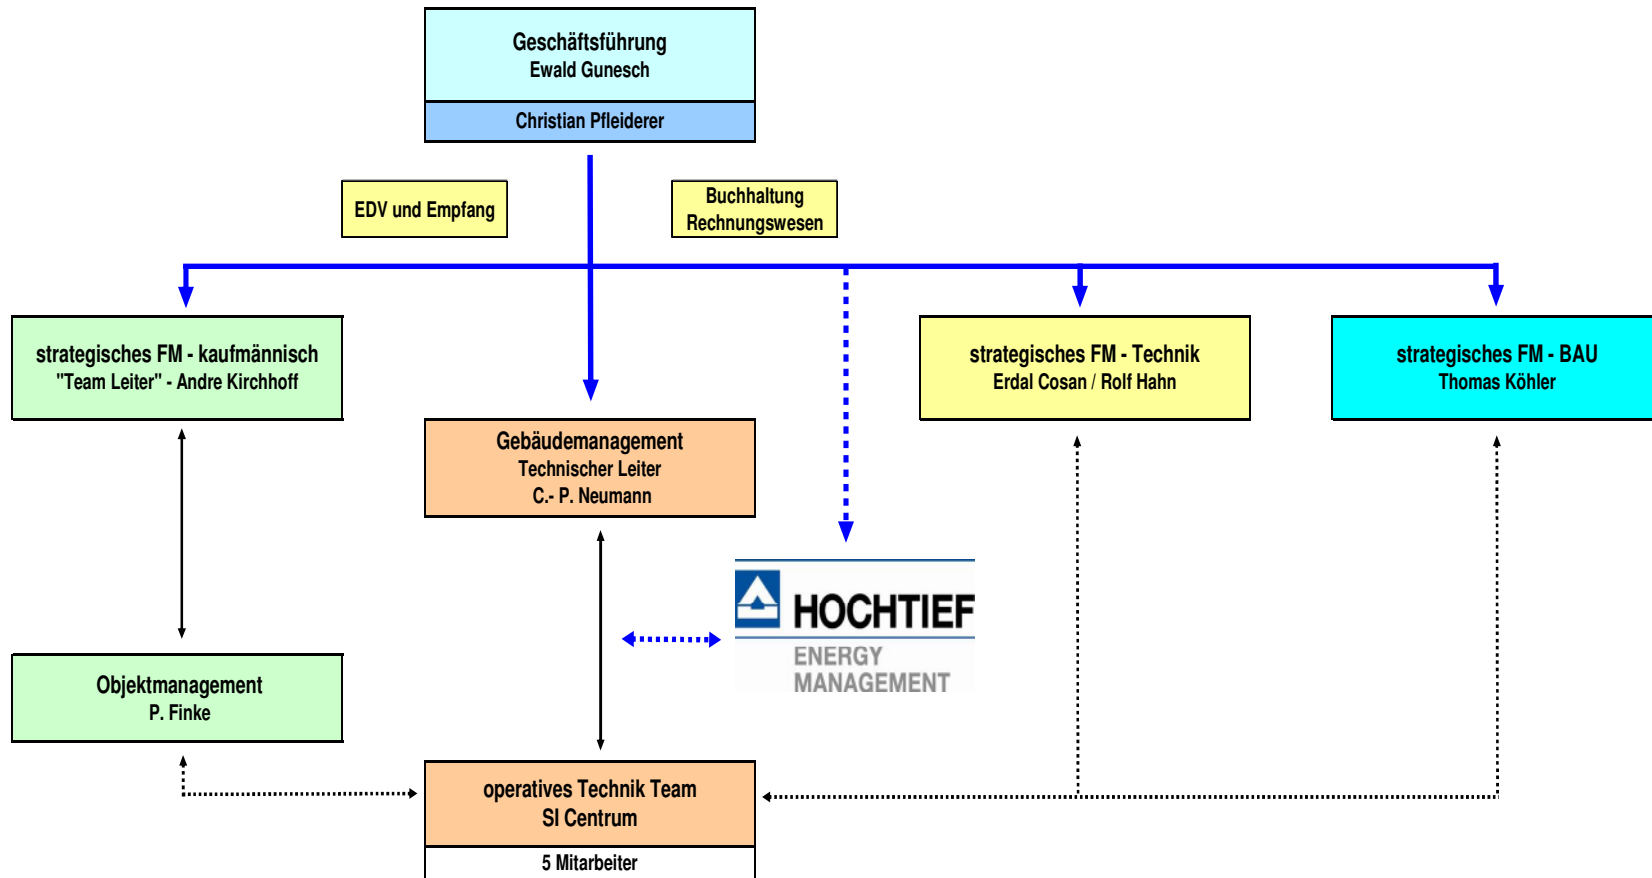 Geschäftsführung
Ewald Gunesch
Christian Pfleiderer
EDV und Empfang
Buchhaltung
Rechnungswesen
strategisches FM - kaufmännisch
"Team Leiter" - Andre Kirchhoff
strategisches FM - Technik
Erdal Cosan / Rolf Hahn
strategisches FM - BAU
Thomas Köhler
Gebäudemanagement
Technischer Leiter
C.- P. Neumann
HOCHTIEF
ENERGY
MANAGEMENT
Objektmanagement
P. Finke
operatives Technik Team
SI Centrum
5 Mitarbeiter